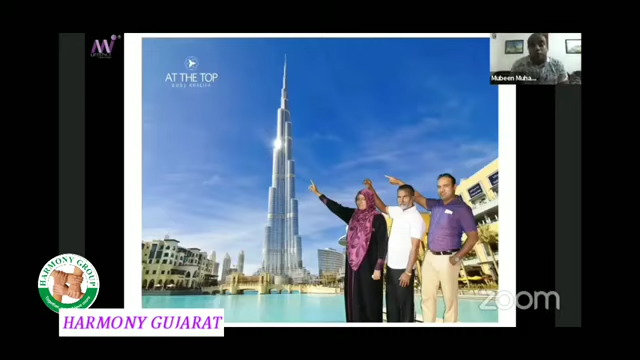 AT THE TOP
BURJ KHALIFA
Mubeen Muha...
HARMONY GROUP
HARMONY GUJARAT
zoom